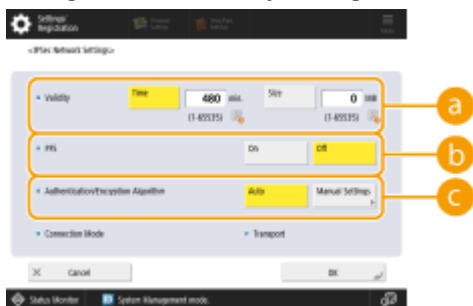 Settings/
Registration
Menu
<IPSec Network Settings>
Validity
Time
480 min.
Size
0 MB
(1-65535)
(1-65535)
a
PFS
On
Off
b
Authentication/Encryption Algorithm
Auto
Manual Settings
c
Connection Mode
Transport
Cancel
OK
Status Monitor
System Management mode.